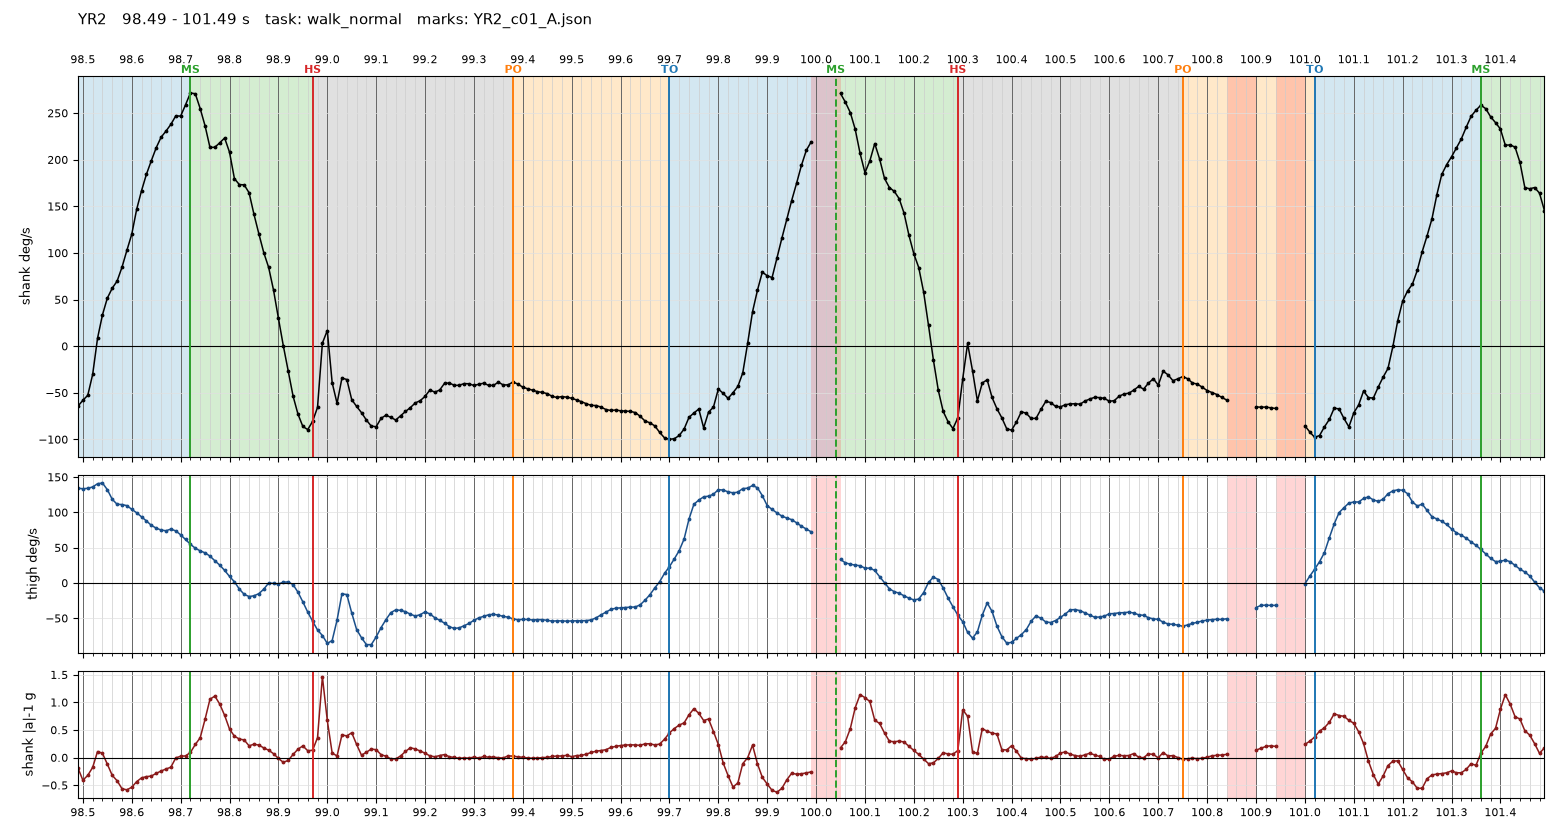 YR2   98.49 - 101.49 s   task: walk_normal   marks: YR2_c01_A.json
98.5 98.6 98.7 98.8 98.9 99.0 99.1 99.2 99.3 99.4 99.5 99.6 99.7 99.8 99.9 100.0 100.1 100.2 100.3 100.4 100.5 100.6 100.7 100.8 100.9 101.0 101.1 101.2 101.3 101.4
MS HS PO TO MS HS PO TO MS
shank deg/s
250
200
150
100
50
0
−50
−100
thigh deg/s
150
100
50
0
−50
shank |a|-1 g
1.5
1.0
0.5
0.0
−0.5
98.5 98.6 98.7 98.8 98.9 99.0 99.1 99.2 99.3 99.4 99.5 99.6 99.7 99.8 99.9 100.0 100.1 100.2 100.3 100.4 100.5 100.6 100.7 100.8 100.9 101.0 101.1 101.2 101.3 101.4